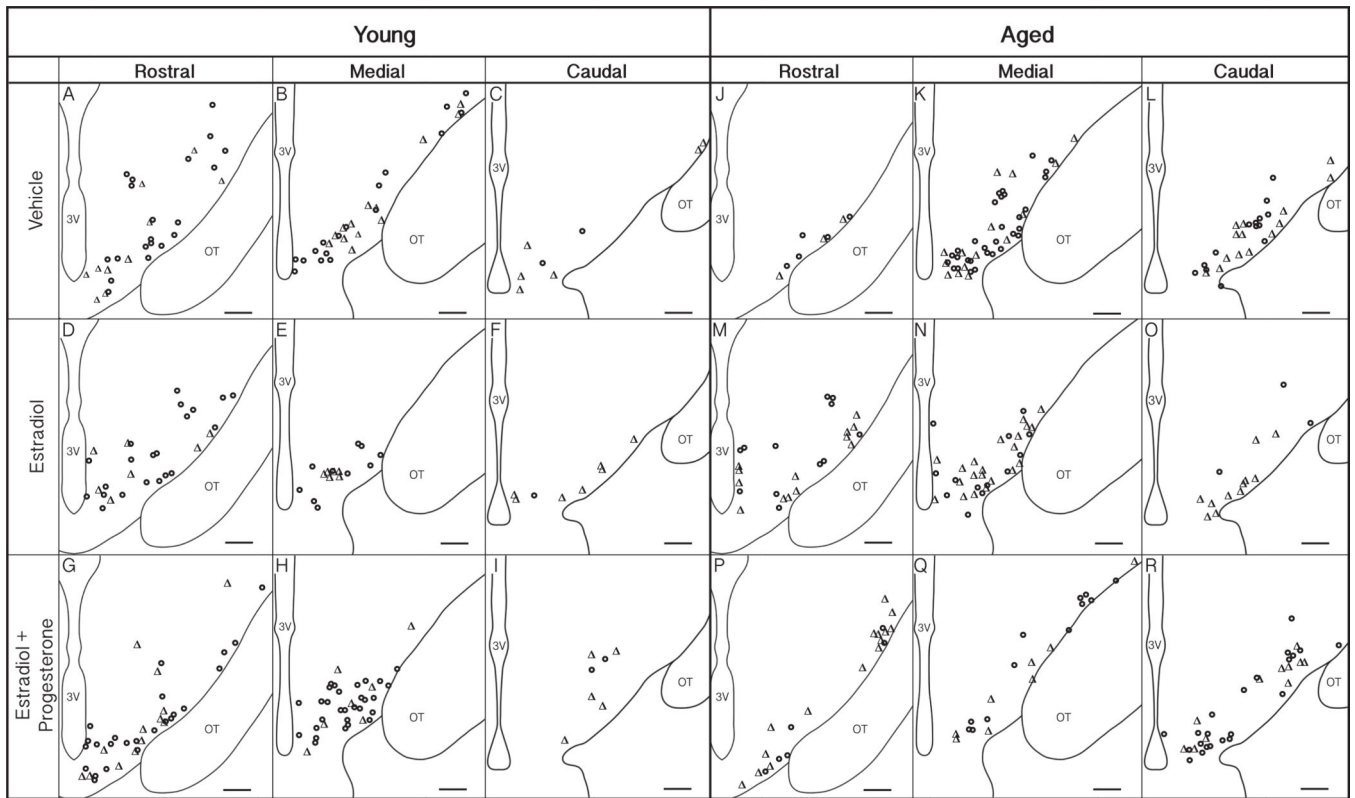 Young Aged
Rostral Medial Caudal Rostral Medial Caudal
Vehicle
A B C J K L
3V 3V 3V 3V 3V 3V
OT OT OT OT OT OT
Estradiol
D E F M N O
3V 3V 3V 3V 3V 3V
OT OT OT OT OT OT
Estradiol +
Progesterone
G H I P Q R
3V 3V 3V 3V 3V 3V
OT OT OT OT OT OT